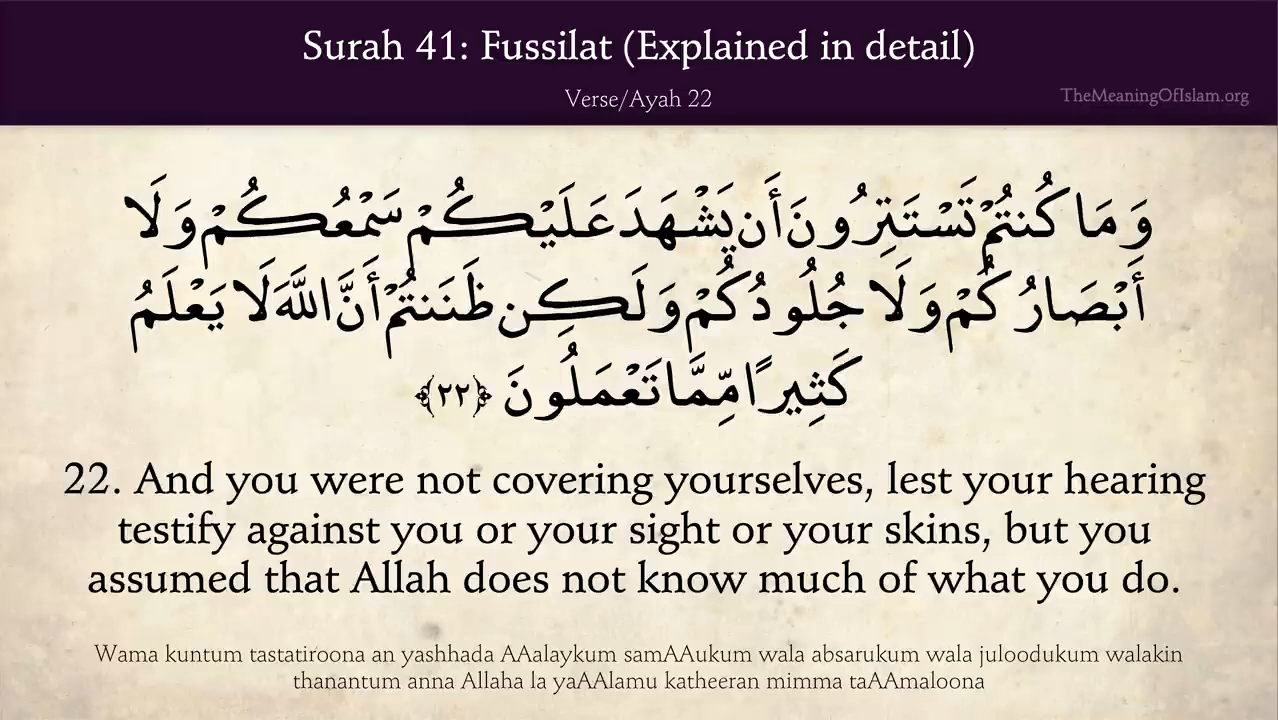 Surah 41: Fussilat (Explained in detail)
Verse/Ayah 22
TheMeaningOfIslam.org
وَمَا كُنتُمْ تَسْتَتِرُونَ أَن يَشْهَدَ عَلَيْكُمْ سَمْعُكُمْ وَلَا
أَبْصَارُكُمْ وَلَا جُلُودُكُمْ وَلَكِن ظَنَنتُمْ أَنَّ اللَّهَ لَا يَعْلَمُ
كَثِيرًا مِّمَّا تَعْمَلُونَ ﴿٢٢﴾
22. And you were not covering yourselves, lest your hearing
testify against you or your sight or your skins, but you
assumed that Allah does not know much of what you do.
Wama kuntum tastatiroona an yashhada AAalaykum samAAukum wala absarukum wala juloodukum walakin
thanantum anna Allaha la yaAAlamu katheeran mimma taAAmaloona